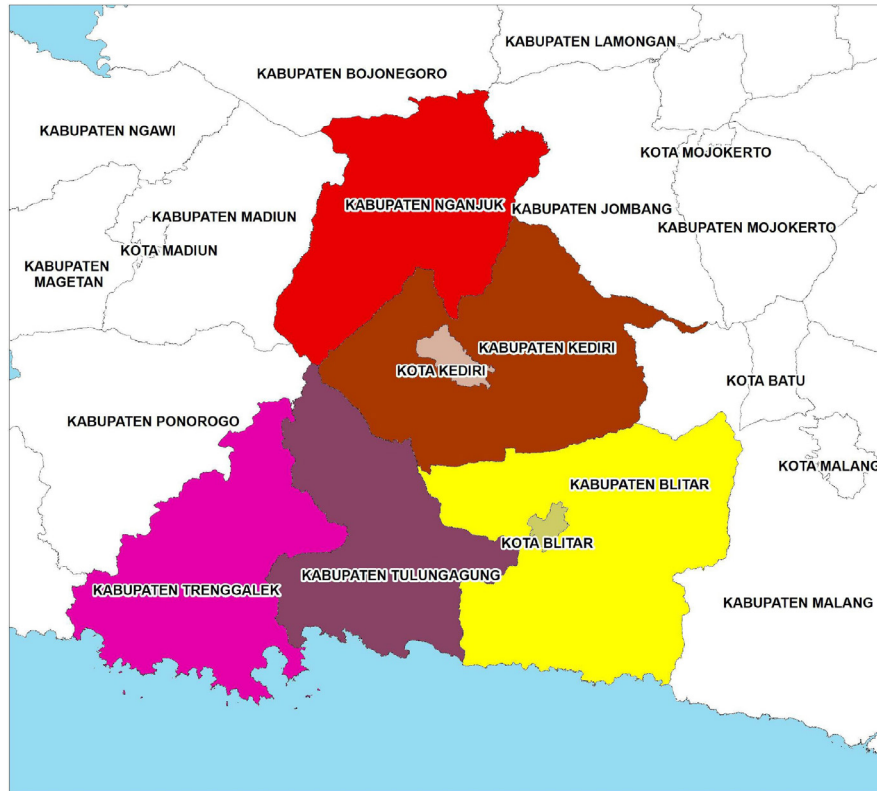 KABUPATEN LAMONGAN
KABUPATEN BOJONEGORO
KABUPATEN NGAWI
KOTA MOJOKERTO
KABUPATEN NGANJUK
KABUPATEN JOMBANG
KABUPATEN MADIUN
KABUPATEN MOJOKERTO
KOTA MADIUN
KABUPATEN
MAGETAN
KABUPATEN KEDIRI
KOTA KEDIRI
KOTA BATU
KABUPATEN PONOROGO
KOTA MALANG
KABUPATEN BLITAR
KOTA BLITAR
KABUPATEN TULUNGAGUNG
KABUPATEN TRENGGALEK
KABUPATEN MALANG